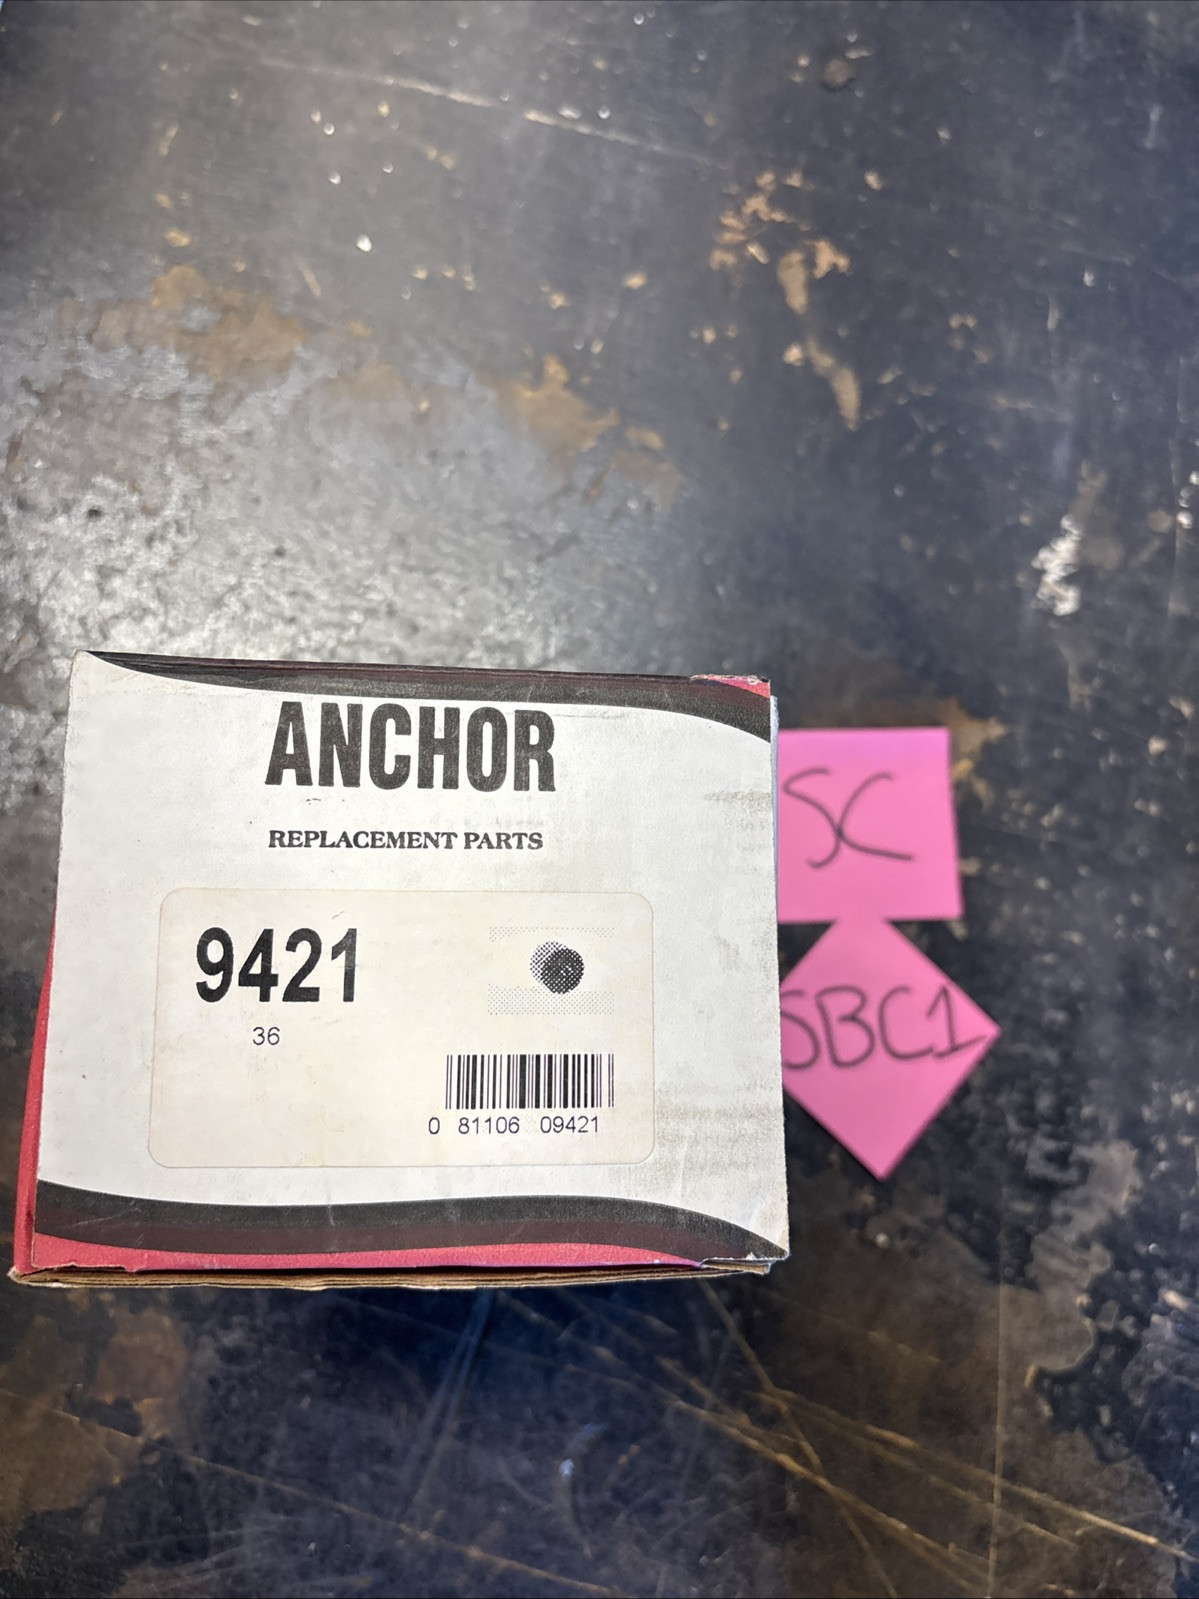 ANCHOR
REPLACEMENT PARTS
9421
36
0 81106 09421
SC
SBC1